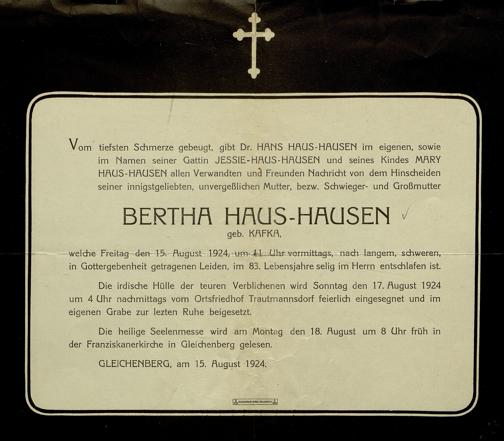 Vom tiefsten Schmerze gebeugt, gibt Dr. HANS HAUS-HAUSEN im eigenen, sowie
im Namen seiner Gattin JESSIE-HAUS-HAUSEN und seines Kindes MARY
HAUS-HAUSEN allen Verwandten und Freunden Nachricht von dem Hinscheiden
seiner innigstgeliebten, unvergeßlichen Mutter, bezw. Schwieger- und Großmutter
BERTHA HAUS-HAUSEN
geb. KAFKA,
welche Freitag den 15. August 1924, um 11 Uhr vormittags, nach langem, schweren,
in Gottergebenheit getragenen Leiden, im 83. Lebensjahre selig im Herrn entschlafen ist.
Die irdische Hülle der teuren Verblichenen wird Sonntag den 17. August 1924
um 4 Uhr nachmittags vom Ortsfriedhof Trautmannsdorf feierlich eingesegnet und im
eigenen Grabe zur lezten Ruhe beigesetzt.
Die heilige Seelenmesse wird am Montag den 18. August um 8 Uhr früh in
der Franziskanerkirche in Gleichenberg gelesen.
GLEICHENBERG, am 15. August 1924.